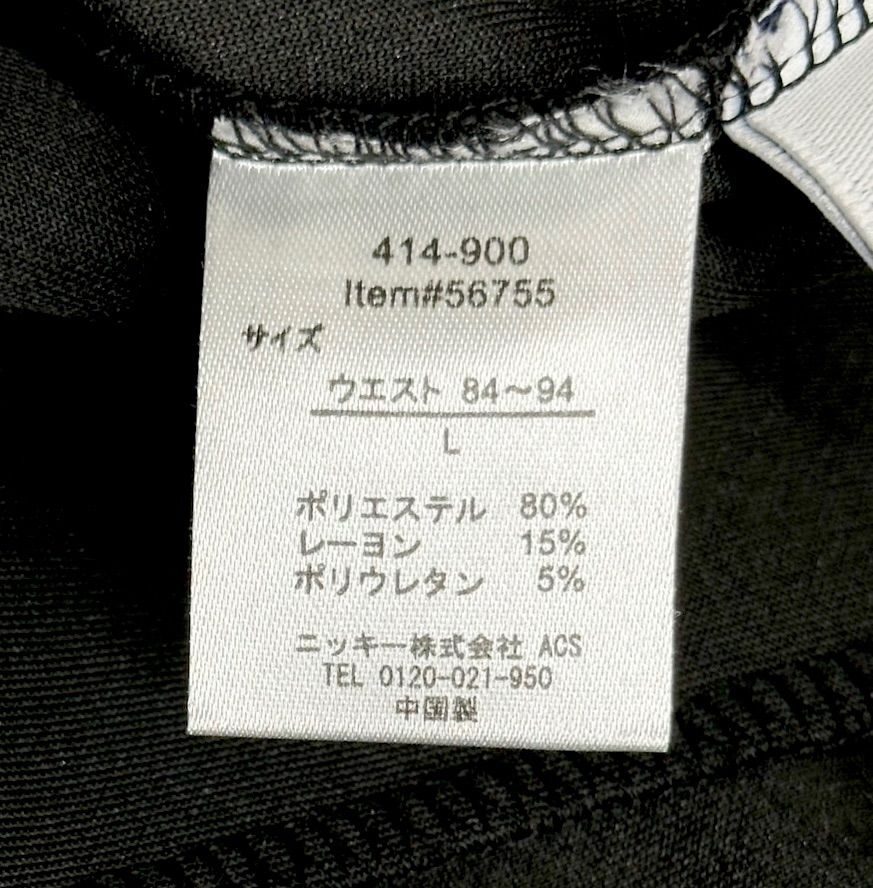 414-900
Item#56755
サイズ
ウエスト 84〜94
L
ポリエステル 80%
レーヨン 15%
ポリウレタン 5%
ニッキー株式会社 ACS
TEL 0120-021-950
中国製